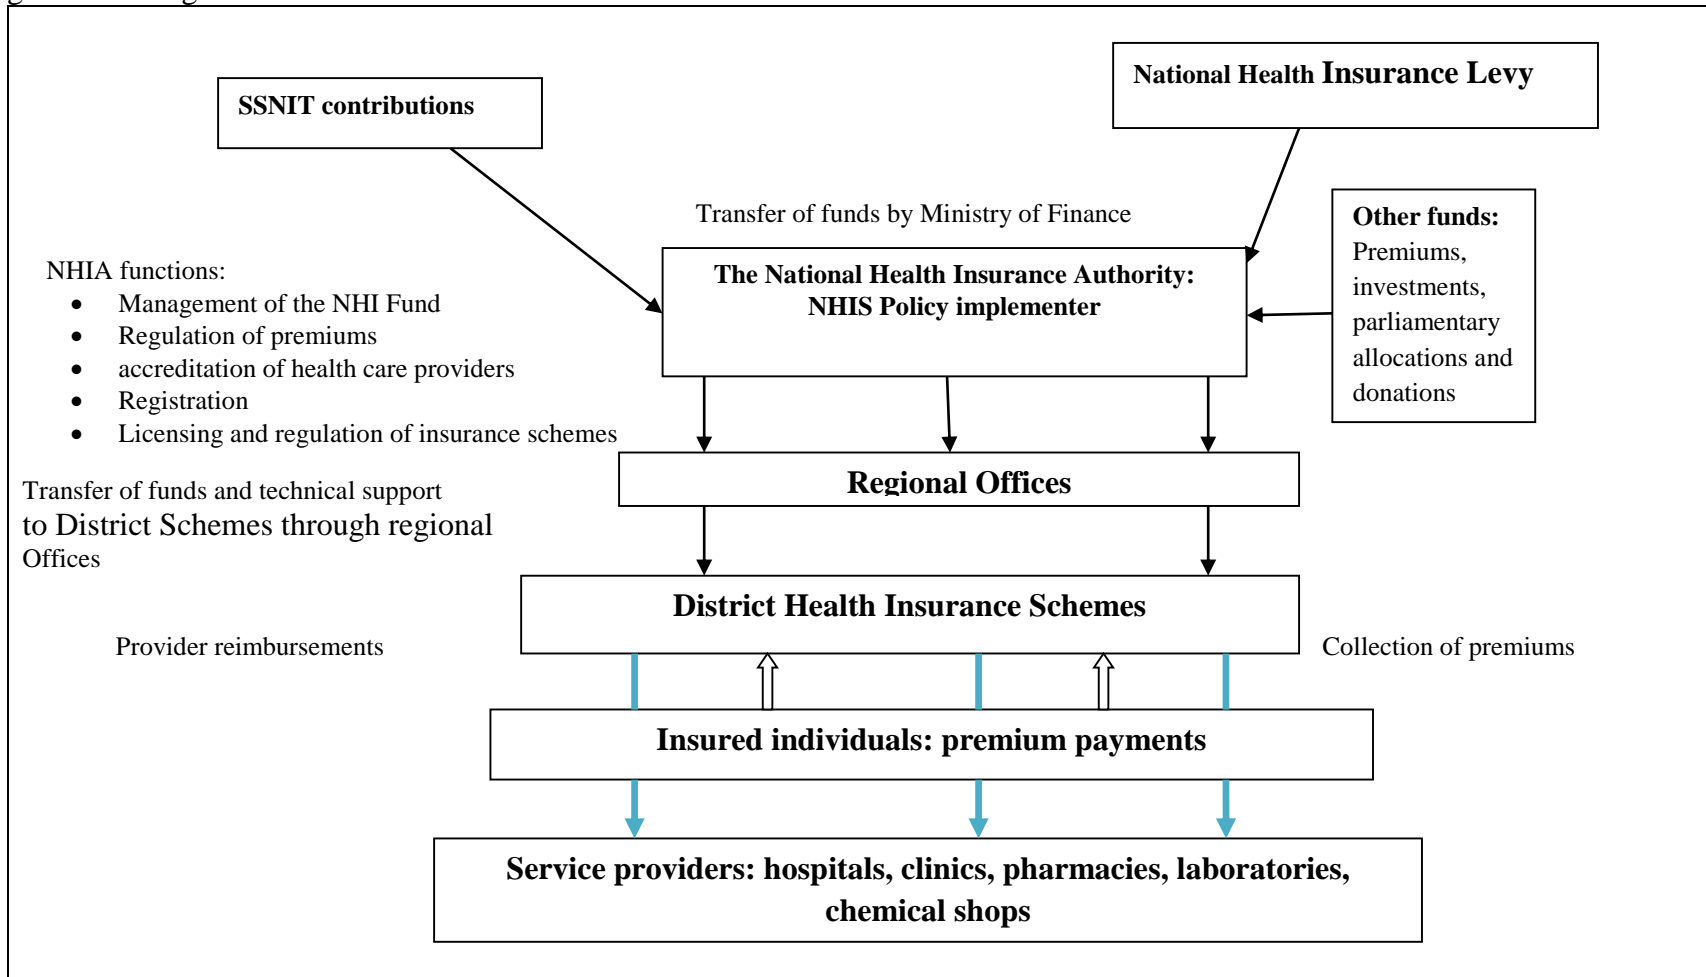 SSNIT contributions
National Health Insurance Levy
Transfer of funds by Ministry of Finance
Other funds:
Premiums,
investments,
parliamentary
allocations and
donations
The National Health Insurance Authority:
NHIS Policy implementer
NHIA functions:
• Management of the NHI Fund
• Regulation of premiums
• accreditation of health care providers
• Registration
• Licensing and regulation of insurance schemes
Regional Offices
Transfer of funds and technical support
to District Schemes through regional
Offices
District Health Insurance Schemes
Provider reimbursements
Collection of premiums
Insured individuals: premium payments
Service providers: hospitals, clinics, pharmacies, laboratories,
chemical shops